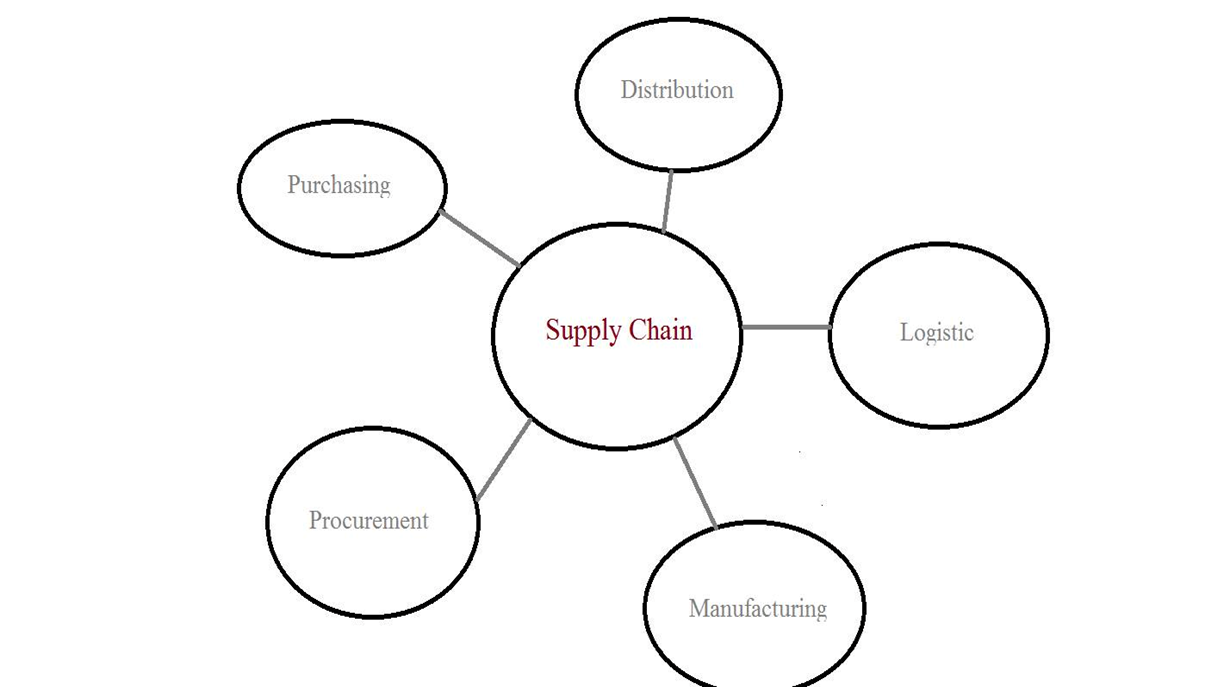 Distribution
Purchasing
Supply Chain
Logistic
Procurement
Manufacturing